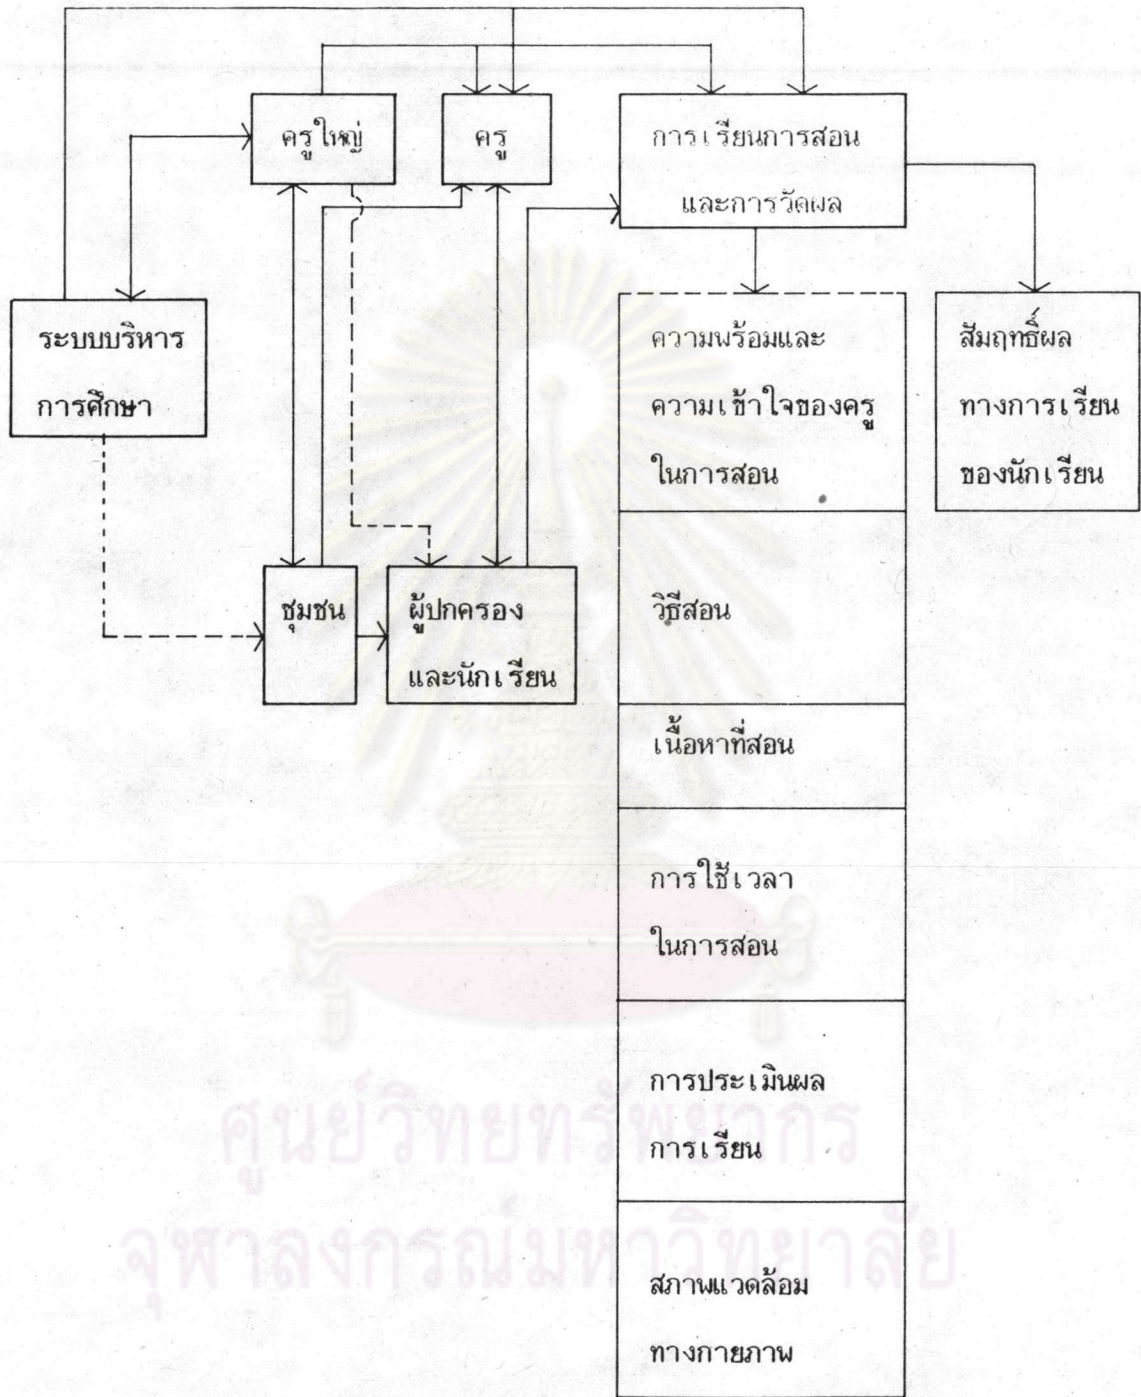 ครูใหญ่
ครู
การเรียนการสอน
และการวัดผล
ระบบบริหาร
การศึกษา
ความพร้อมและ
ความเข้าใจของครู
ในการสอน
สัมฤทธิ์ผล
ทางการเรียน
ของนักเรียน
ชุมชน
ผู้ปกครอง
และนักเรียน
วิธีสอน
เนื้อหาที่สอน
การใช้เวลา
ในการสอน
การประเมินผล
การเรียน
สภาพแวดล้อม
ทางกายภาพ
ศูนย์วิทยทรัพยากร
จุฬาลงกรณ์มหาวิทยาลัย